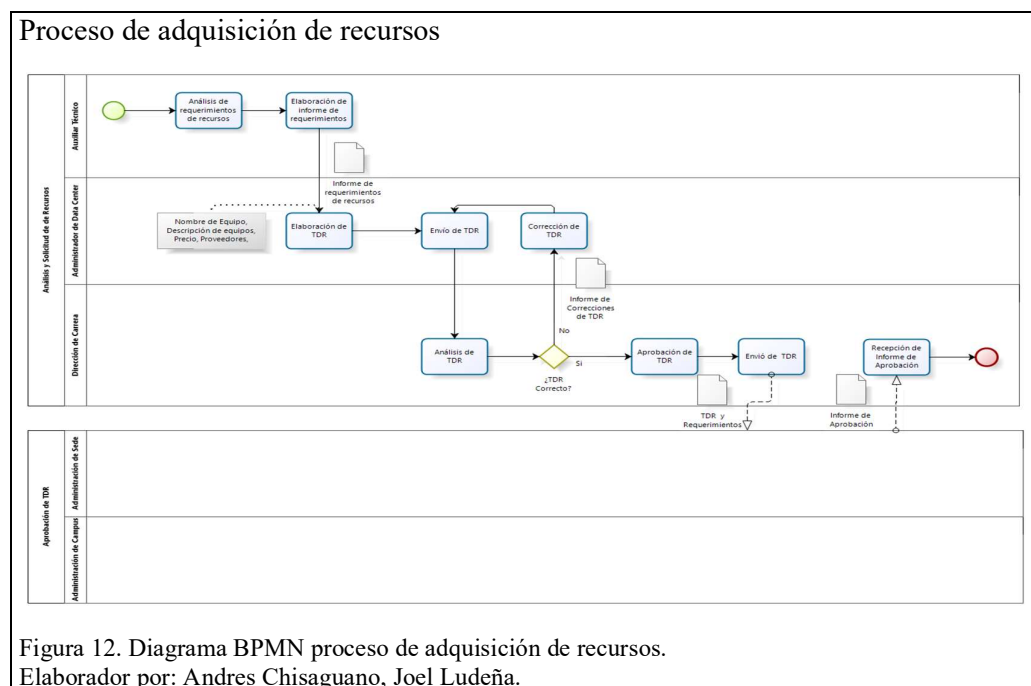 Proceso de adquisición de recursos
Análisis y Solicitud de de Recursos
Auxiliar Técnico
Análisis de
requerimientos
de recursos
Elaboración de
informe de
requerimientos
Informe de
requerimientos
de recursos
Administrador de Data Center
Nombre de Equipo,
Descripción de equipos,
Precio, Proveedores,
Elaboración de
TDR
Envío de TDR
Corrección de
TDR
Informe de
Correcciones
de TDR
Dirección de Carrera
Análisis de
TDR
No
Si
¿TDR
Correcto?
Aprobación de
TDR
Envió de TDR
TDR y
Requerimientos
Recepción de
Informe de
Aprobación
Informe de
Aprobación
Aprobación de TDR
Administración de Sede
Administración de Campus
Figura 12. Diagrama BPMN proceso de adquisición de recursos.
Elaborador por: Andres Chisaguano, Joel Ludeña.